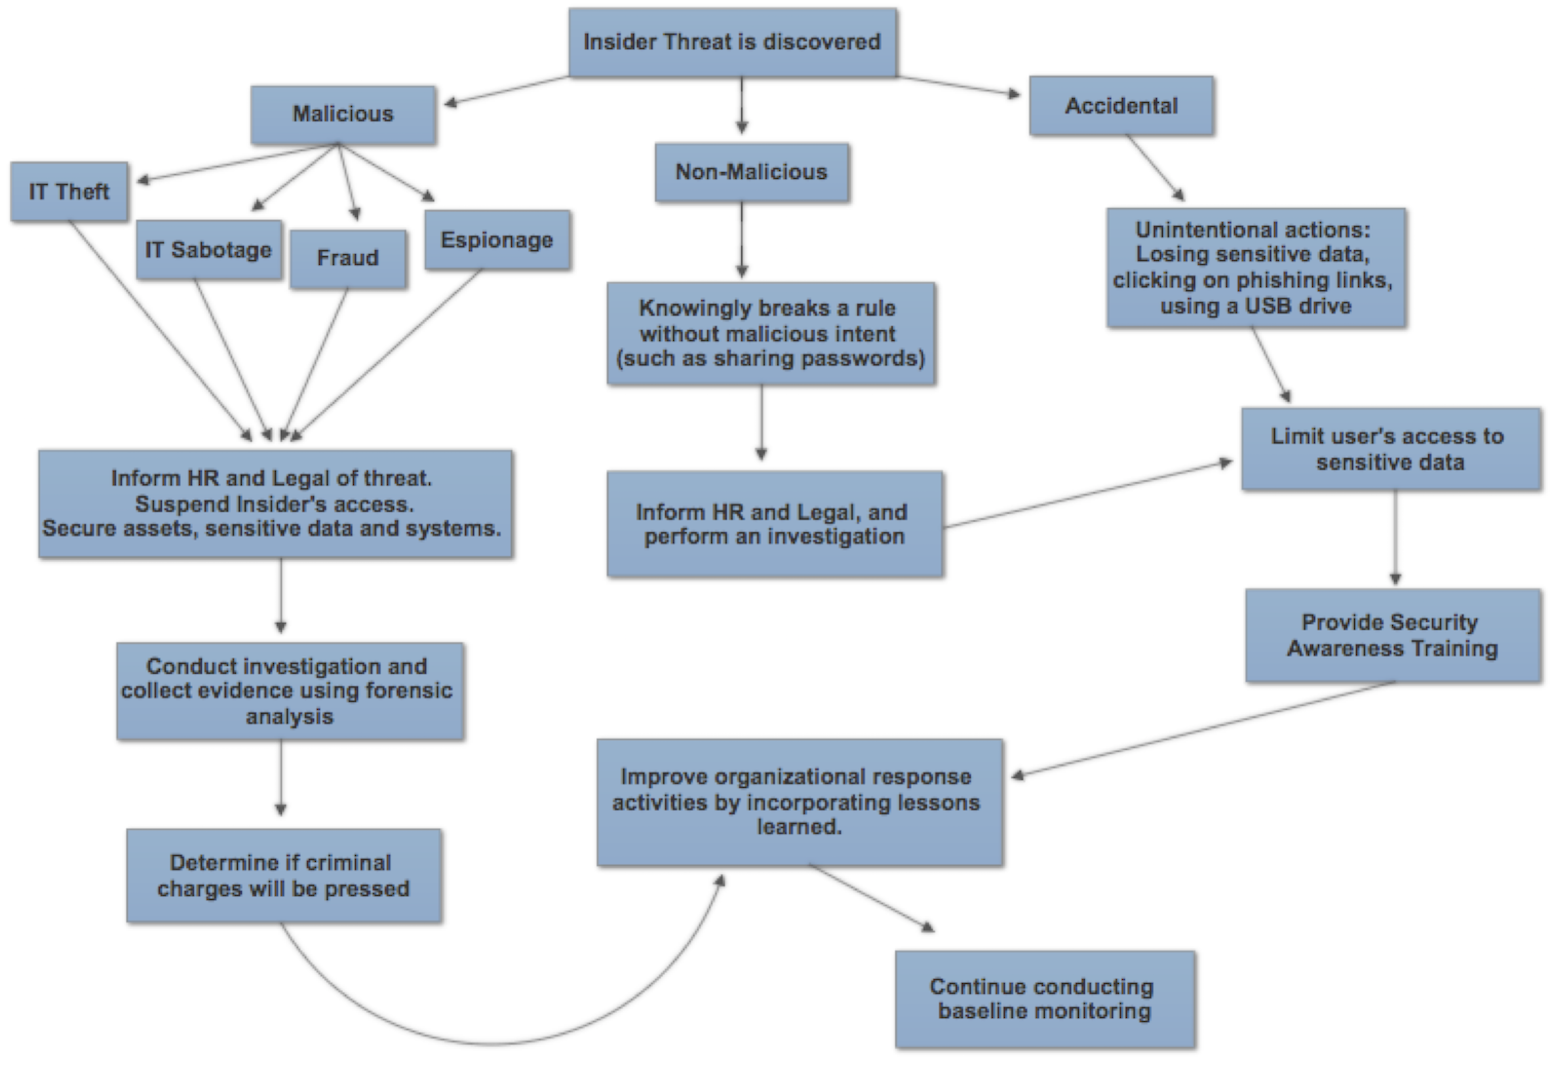 Insider Threat is discovered
Malicious
Accidental
Non-Malicious
IT Theft
IT Sabotage
Fraud
Espionage
Unintentional actions:
Losing sensitive data,
clicking on phishing links,
using a USB drive
Knowingly breaks a rule
without malicious intent
(such as sharing passwords)
Limit user's access to
sensitive data
Inform HR and Legal of threat.
Suspend Insider's access.
Secure assets, sensitive data and systems.
Inform HR and Legal, and
perform an investigation
Provide Security
Awareness Training
Conduct investigation and
collect evidence using forensic
analysis
Improve organizational response
activities by incorporating lessons
learned.
Determine if criminal
charges will be pressed
Continue conducting
baseline monitoring